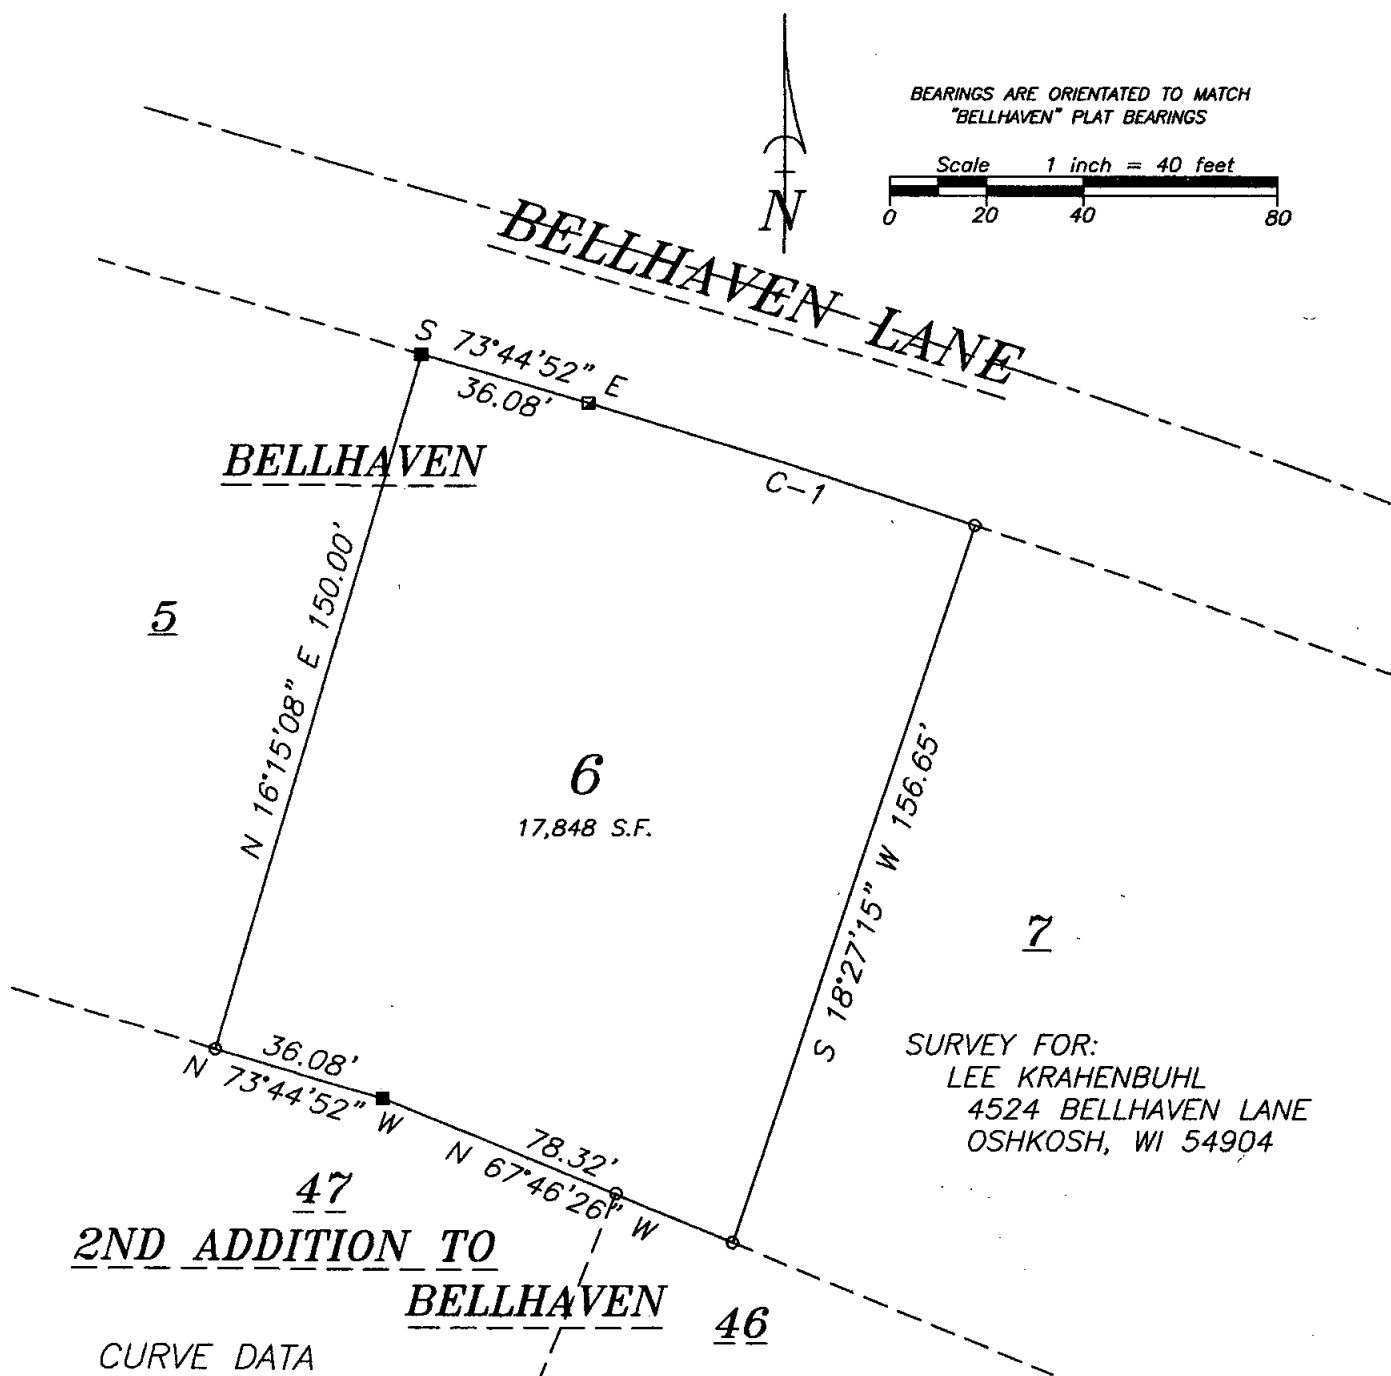 BEARINGS ARE ORIENTATED TO MATCH
"BELLHAVEN" PLAT BEARINGS
Scale 1 inch = 40 feet
0 20 40 80
N
BELLHAVEN LANE
S 73°44'52" E
36.08'
C-1
BELLHAVEN
N 16°15'08" E 150.00'
5
6
17,848 S.F.
S 18°27'15" W 156.65'
7
SURVEY FOR:
LEE KRAHENBUHL
4524 BELLHAVEN LANE
OSHKOSH, WI 54904
36.08'
N 73°44'52" W
78.32'
N 67°46'26" W
47
2ND ADDITION TO
BELLHAVEN
46
CURVE DATA